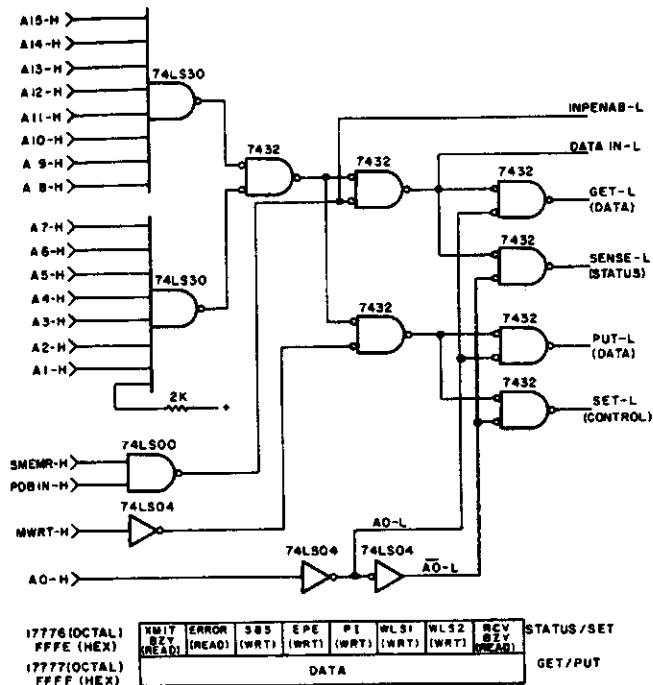 A15-H
A14-H
A13-H
74LS30
A12-H
A11-H
A10-H
A 9-H
A 8-H
INPENAB-L
7432
7432
DATA IN-L
7432
GET-L
(DATA)
A7-H
A6-H
A5-H
74LS30
A4-H
A3-H
A2-H
A1-H
7432
SENSE-L
(STATUS)
7432
7432
PUT-L
(DATA)
7432
SET-L
(CONTROL)
2K
+
74LS00
SMEMR-H
PDBIN-H
74LS04
MWRT-H
A0-L
74LS04
74LS04
A0-L
A0-H
17776(OCTAL)
FFFE (HEX)
XMIT BZY (READ)
ERROR (READ)
SBS (WRT)
EPE (WRT)
PI (WRT)
WLS1 (WRT)
WLS2 (WRT)
RCV BZY (READ)
STATUS/SET
17777(OCTAL)
FFFF (HEX)
DATA
GET/PUT